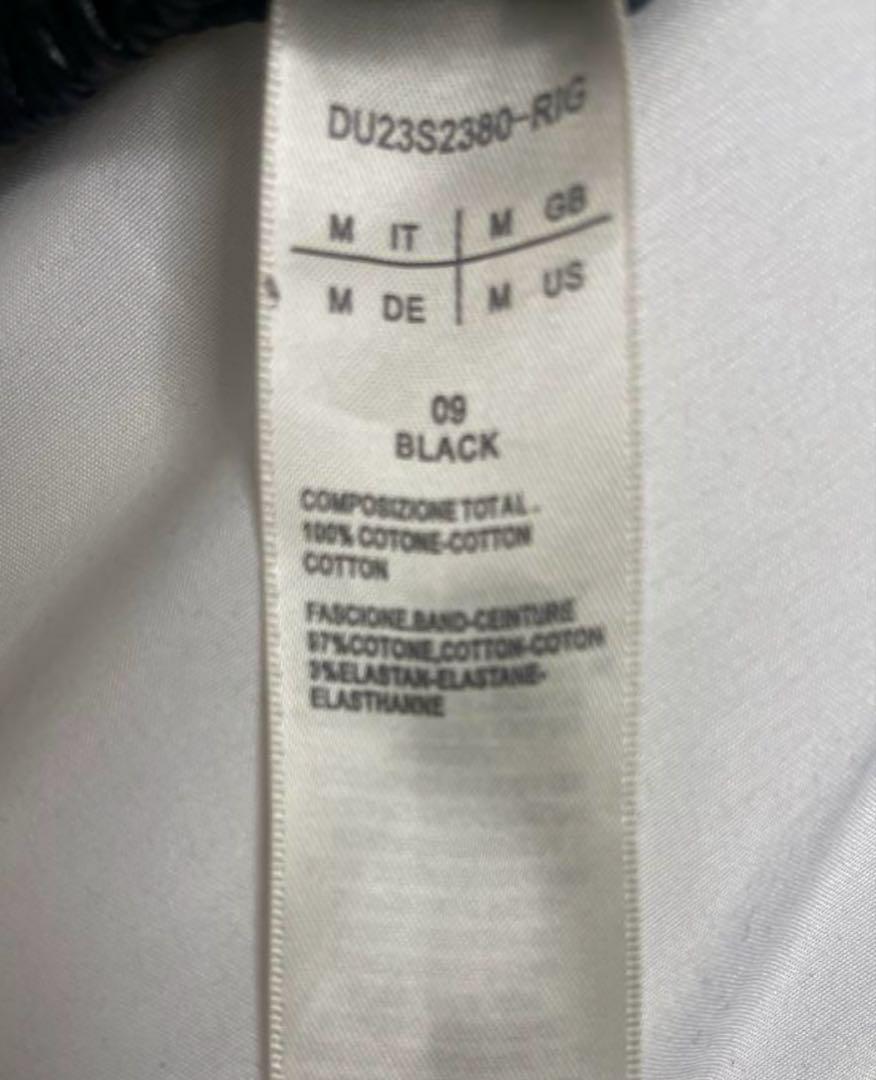 DU23S2380-RIG
M IT M GB
M DE M US
09
BLACK
COMPOSIZIONE TOTAL-
100% COTONE-COTTON
COTTON
FASCIONE.BAND-CEINTURE
97%COTONE,COTTON-COTON
3%ELASTAN-ELASTANE-
ELASTHANNE